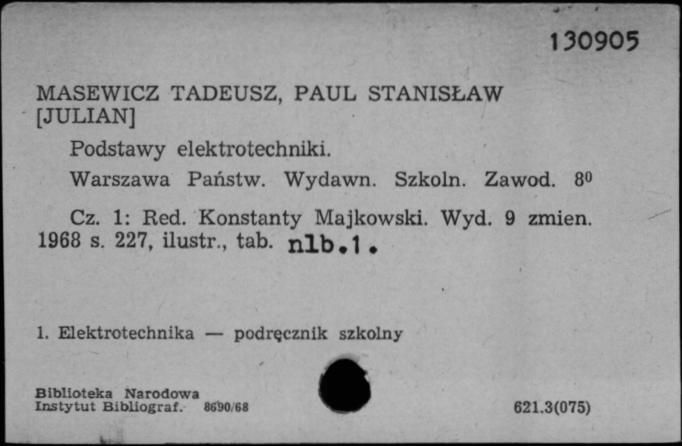 130905
MASEWICZ TADEUSZ, PAUL STANISŁAW
[JULIAN]
Podstawy elektrotechniki.
Warszawa Państw. Wydawn. Szkoln. Zawod. 8⁰
Cz. 1: Red. Konstanty Majkowski. Wyd. 9 zmien.
1968 s. 227, ilustr., tab. nlb.1.
1. Elektrotechnika — podręcznik szkolny
Biblioteka Narodowa
Instytut Bibliograf. 8690/68
621.3(075)